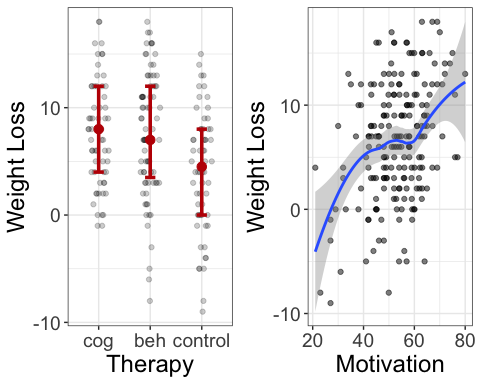 Weight Loss
10
0
-10
cog beh control
Therapy
Weight Loss
10
0
-10
20 40 60 80
Motivation